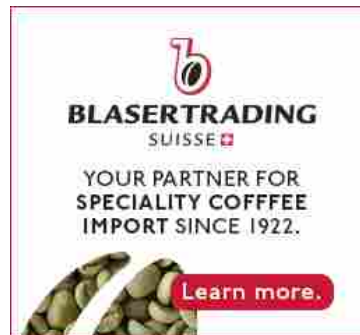 BLASERTRADING
SUISSE
YOUR PARTNER FOR
SPECIALITY COFFFEE
IMPORT SINCE 1922.
Learn more.